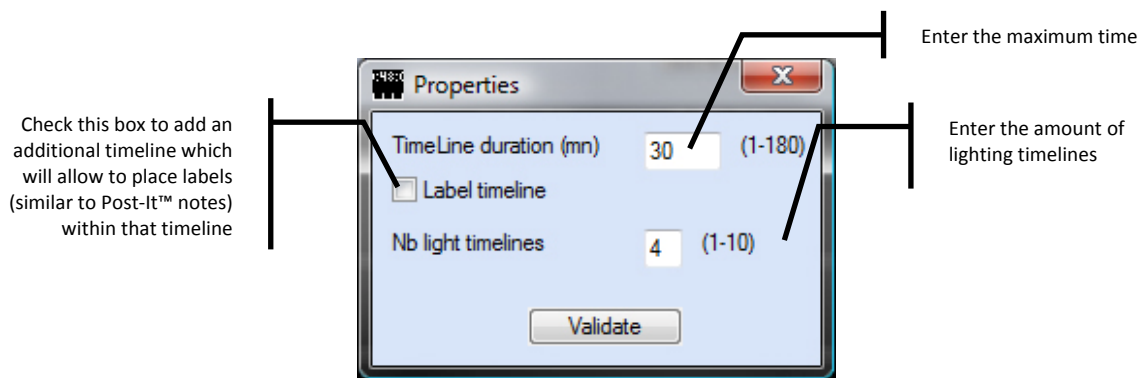 Enter the maximum time
Properties
Check this box to add an
additional timeline which
will allow to place labels
(similar to Post-It™ notes)
within that timeline
TimeLine duration (mn) 30 (1-180)
Label timeline
Nb light timelines 4 (1-10)
Validate
Enter the amount of
lighting timelines